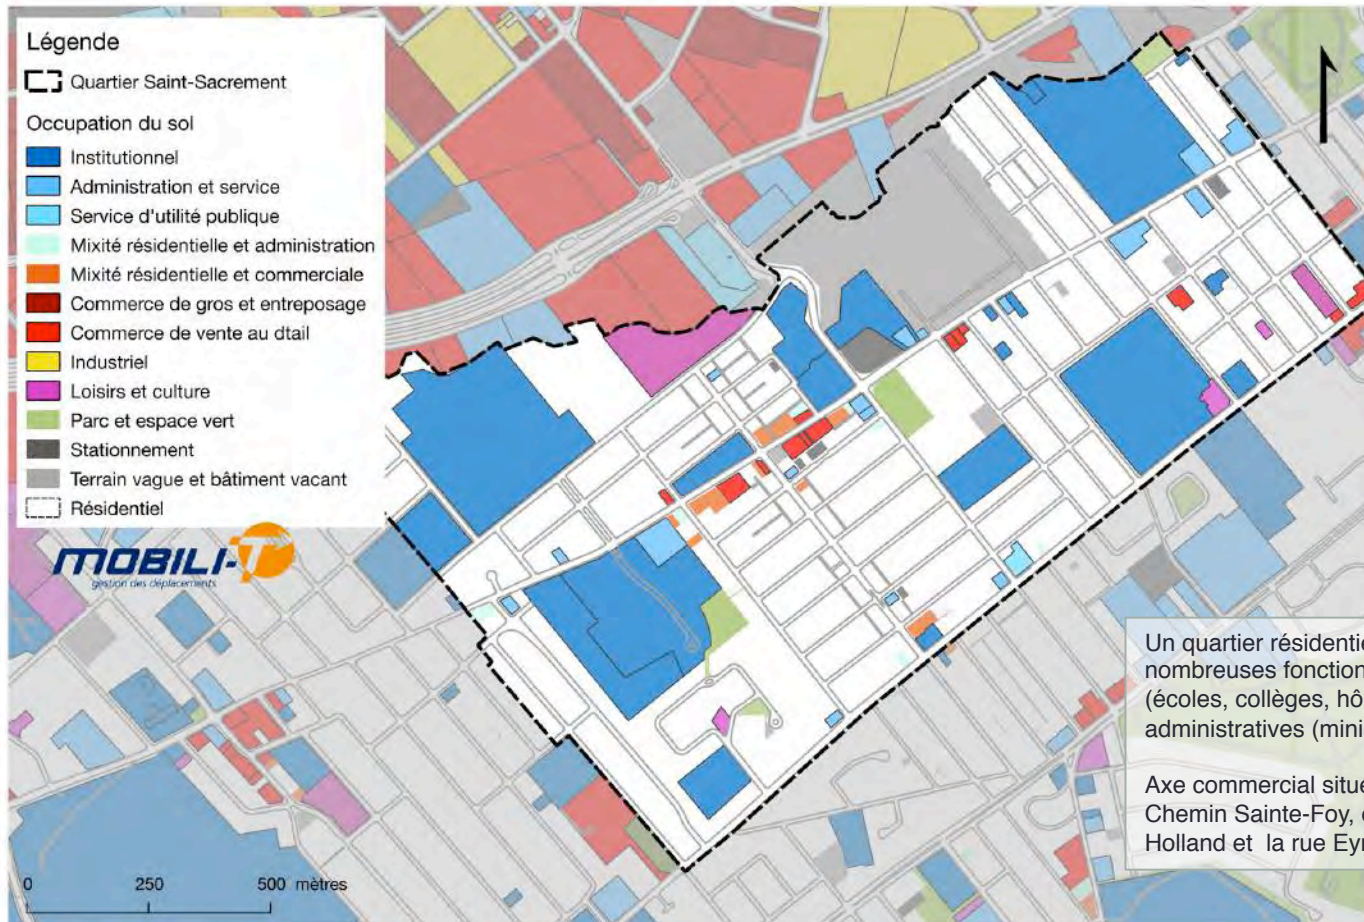 Légende
Quartier Saint-Sacrement
Occupation du sol
Institutionnel
Administration et service
Service d'utilité publique
Mixité résidentielle et administration
Mixité résidentielle et commerciale
Commerce de gros et entreposage
Commerce de vente au dtail
Industriel
Loisirs et culture
Parc et espace vert
Stationnement
Terrain vague et bâtiment vacant
Résidentiel
MOBILI-T
gestion des déplacements
Un quartier résidentie
nombreuses fonction
(écoles, collèges, hô
administratives (mini
Axe commercial situé
Chemin Sainte-Foy, e
Holland et la rue Eyn
0 250 500 mètres